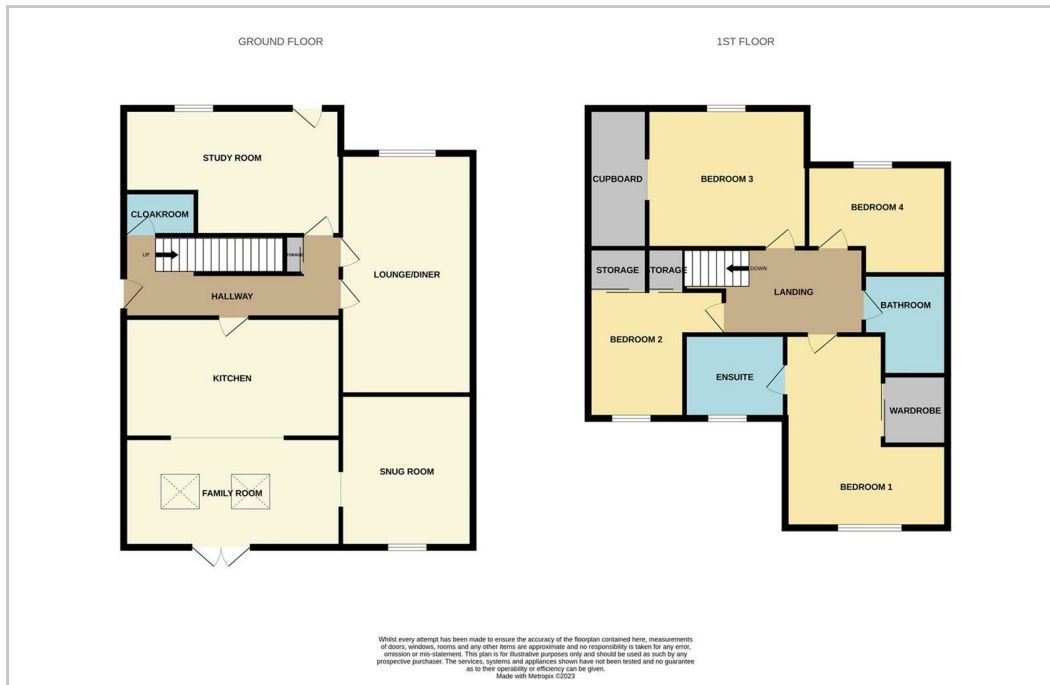 GROUND FLOOR
STUDY ROOM
CLOAKROOM
UP
STORAGE
LOUNGE/DINER
HALLWAY
KITCHEN
SNUG ROOM
FAMILY ROOM
1ST FLOOR
CUPBOARD
BEDROOM 3
BEDROOM 4
STORAGE
STORAGE
DOWN
LANDING
BATHROOM
BEDROOM 2
ENSUITE
WARDROBE
BEDROOM 1
Whilst every attempt has been made to ensure the accuracy of the floorplan contained here, measurements
of doors, windows, rooms and any other items are approximate and no responsibility is taken for any error,
omission or mis-statement. This plan is for illustrative purposes only and should be used as such by any
prospective purchaser. The services, systems and appliances shown have not been tested and no guarantee
as to their operability or efficiency can be given.
Made with Metropix ©2023